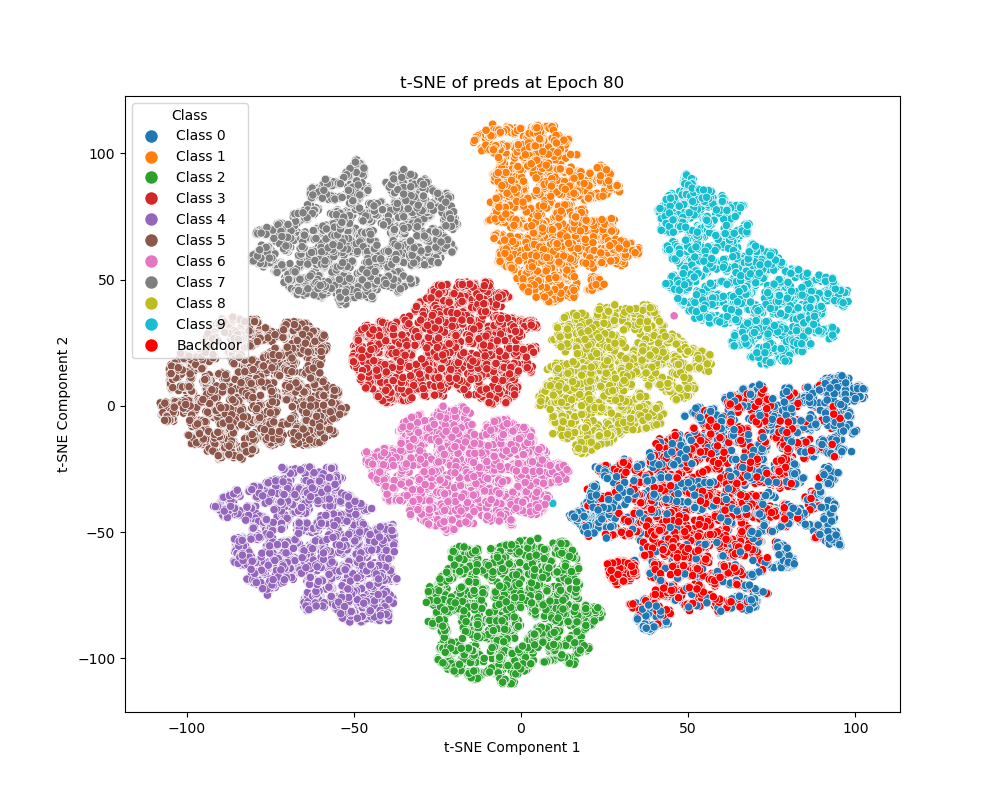 t-SNE of preds at Epoch 80
Class
Class 0
Class 1
Class 2
Class 3
Class 4
Class 5
Class 6
Class 7
Class 8
Class 9
Backdoor
100
50
0
−50
−100
t-SNE Component 2
−100 −50 0 50 100
t-SNE Component 1